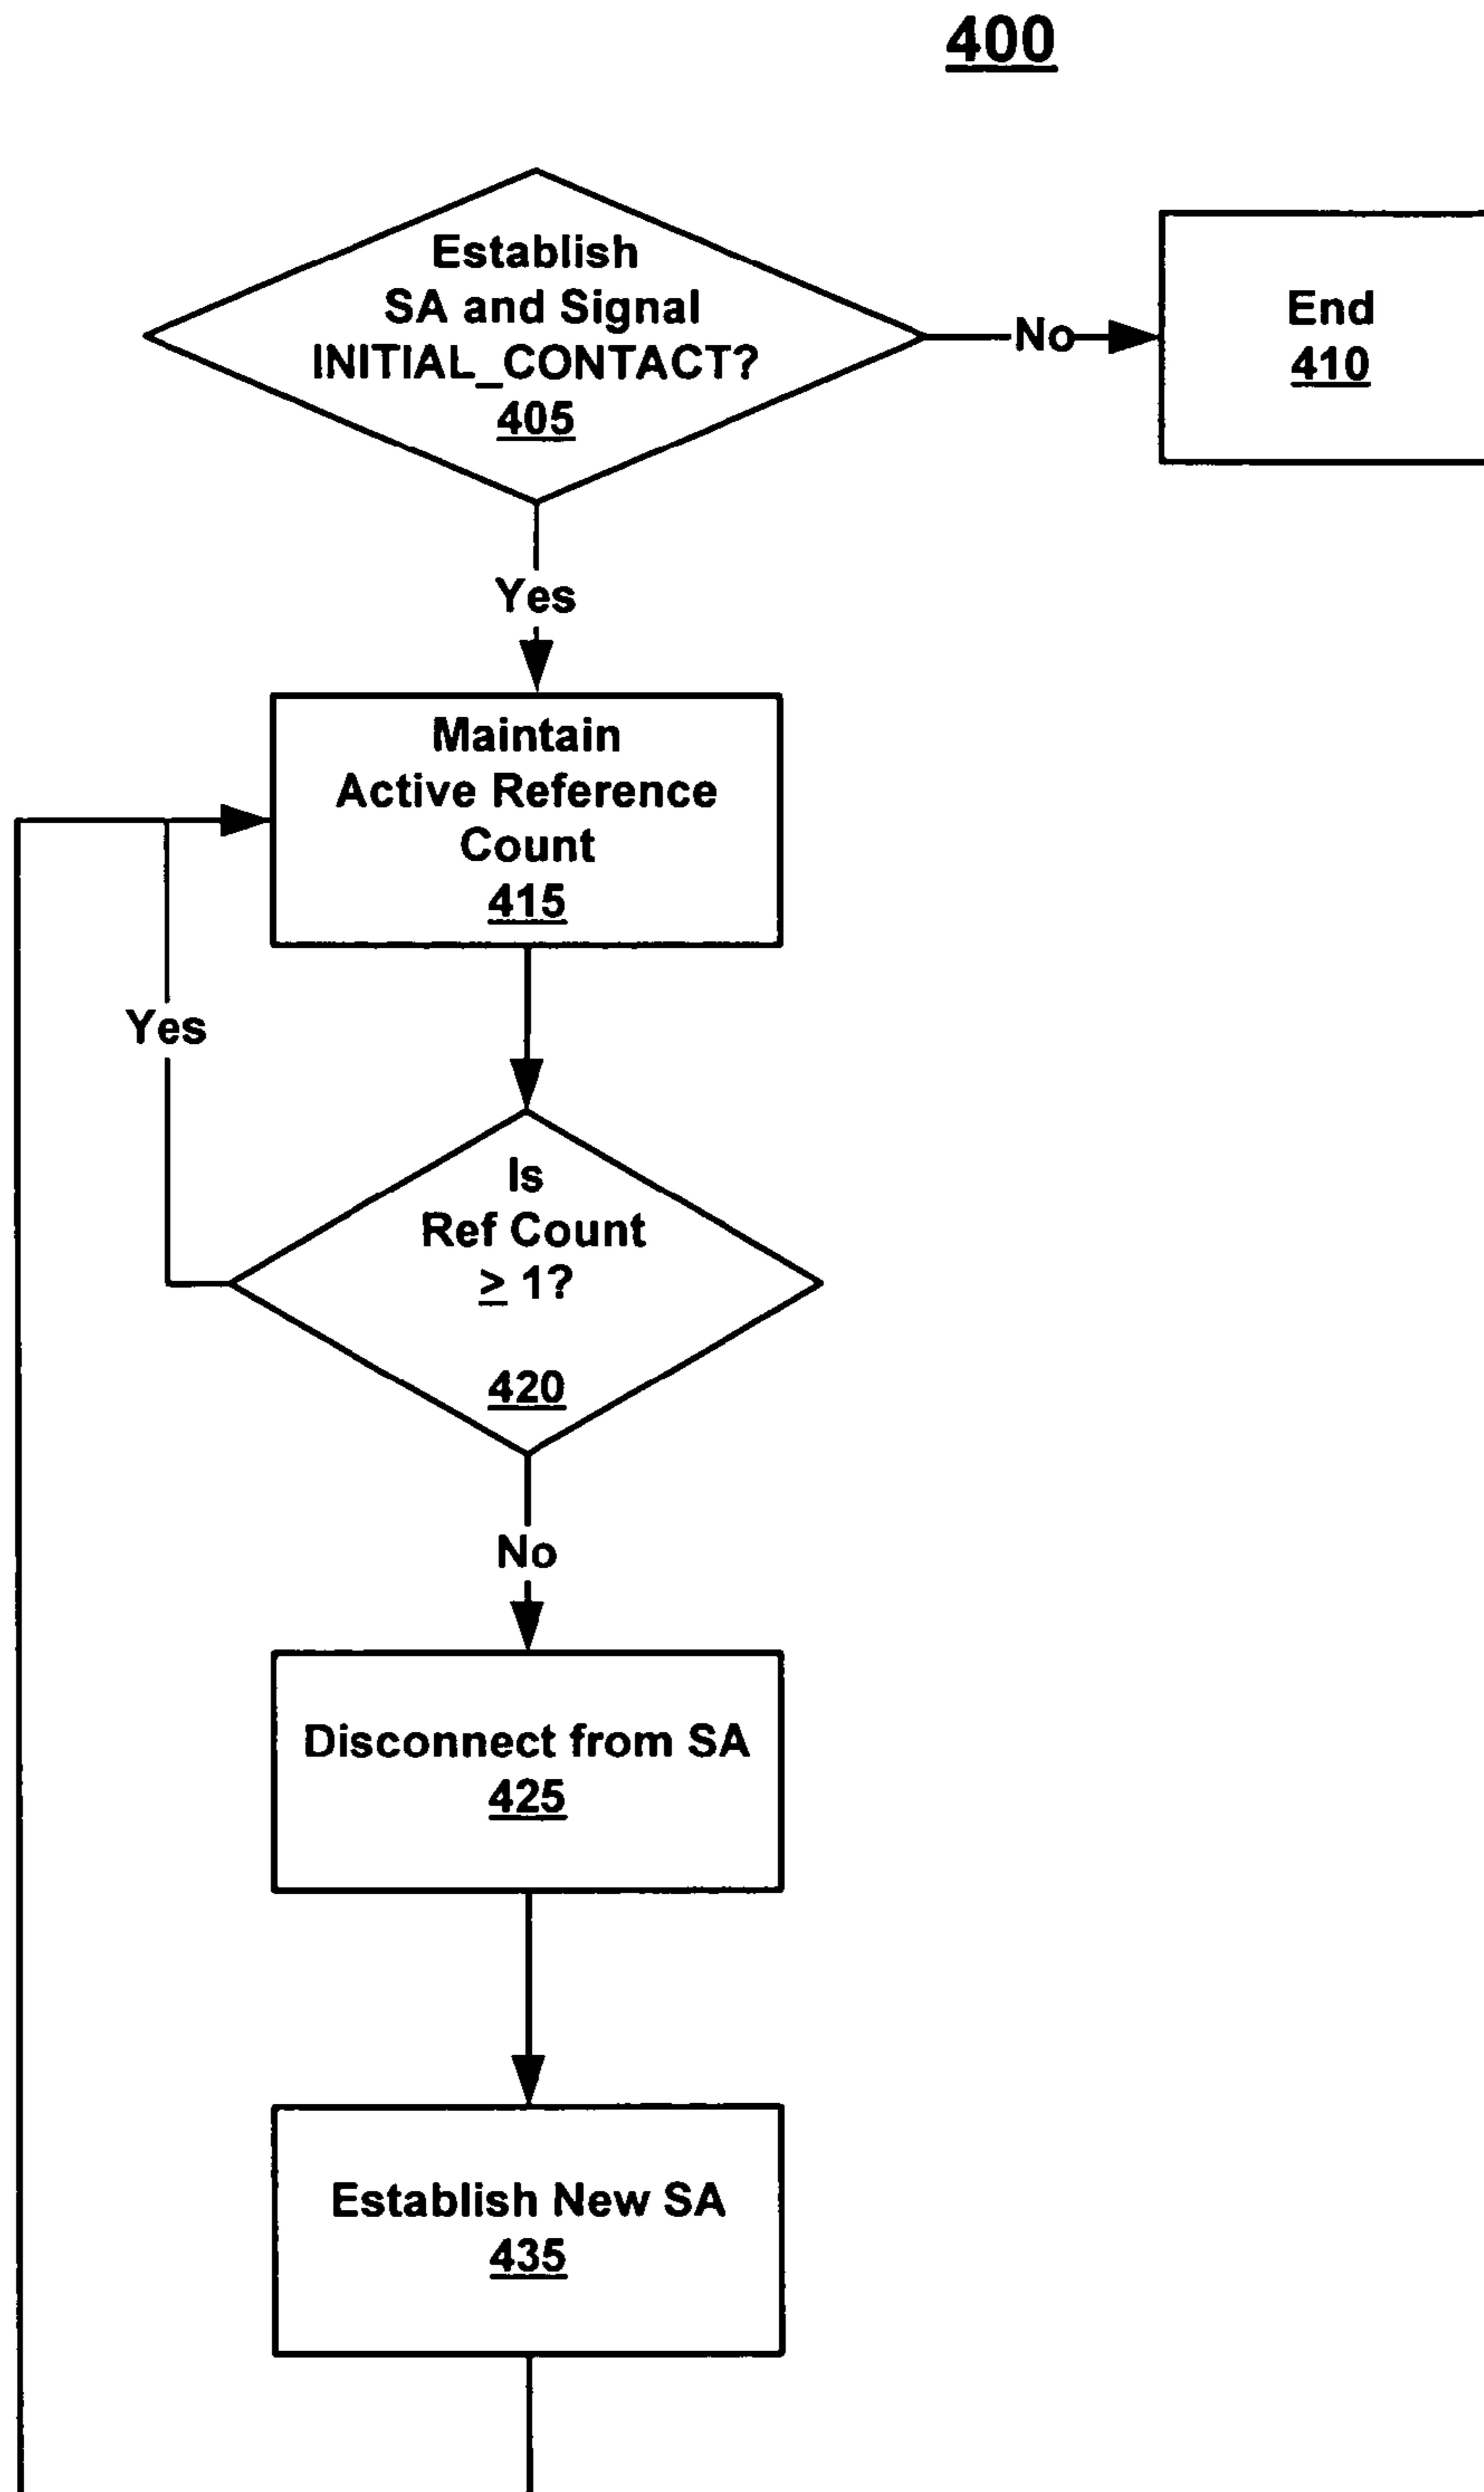 400
Establish
SA and Signal
INITIAL_CONTACT?
405
No
End
410
Yes
Maintain
Active Reference
Count
415
Yes
Is
Ref Count
≥ 1?
420
No
Disconnect from SA
425
Establish New SA
435